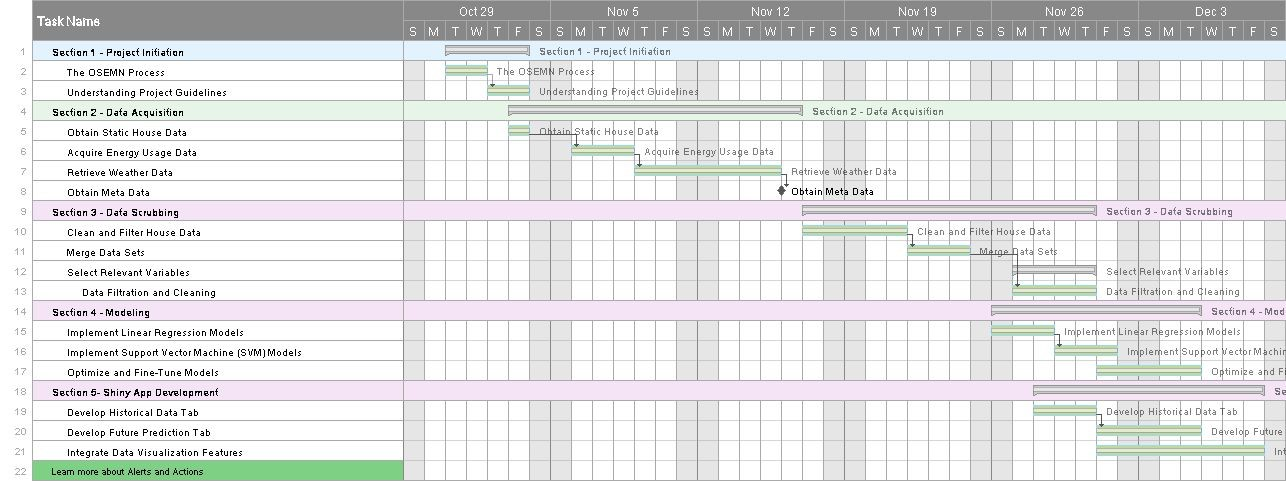 Task Name Oct 29 Nov 5 Nov 12 Nov 19 Nov 26 Dec 3
S M T W T F S S M T W T F S S M T W T F S S M T W T F S S M T W T F S S M T W T F S
1 Section 1 - Project Initiation Section 1 - Project Initiation
2 The OSEMN Process The OSEMN Process
3 Understanding Project Guidelines Understanding Project Guidelines
4 Section 2 - Data Acquisition Section 2 - Data Acquisition
5 Obtain Static House Data Obtain Static House Data
6 Acquire Energy Usage Data Acquire Energy Usage Data
7 Retrieve Weather Data Retrieve Weather Data
8 Obtain Meta Data Obtain Meta Data
9 Section 3 - Data Scrubbing Section 3 - Data Scrubbing
10 Clean and Filter House Data Clean and Filter House Data
11 Merge Data Sets Merge Data Sets
12 Select Relevant Variables Select Relevant Variables
13 Data Filtration and Cleaning Data Filtration and Cleaning
14 Section 4 - Modeling Section 4 - Mod
15 Implement Linear Regression Models Implement Linear Regression Models
16 Implement Support Vector Machine (SVM) Models Implement Support Vector Machin
17 Optimize and Fine-Tune Models Optimize and Fi
18 Section 5- Shiny App Development Se
19 Develop Historical Data Tab Develop Historical Data Tab
20 Develop Future Prediction Tab Develop Future
21 Integrate Data Visualization Features Int
22 Learn more about Alerts and Actions